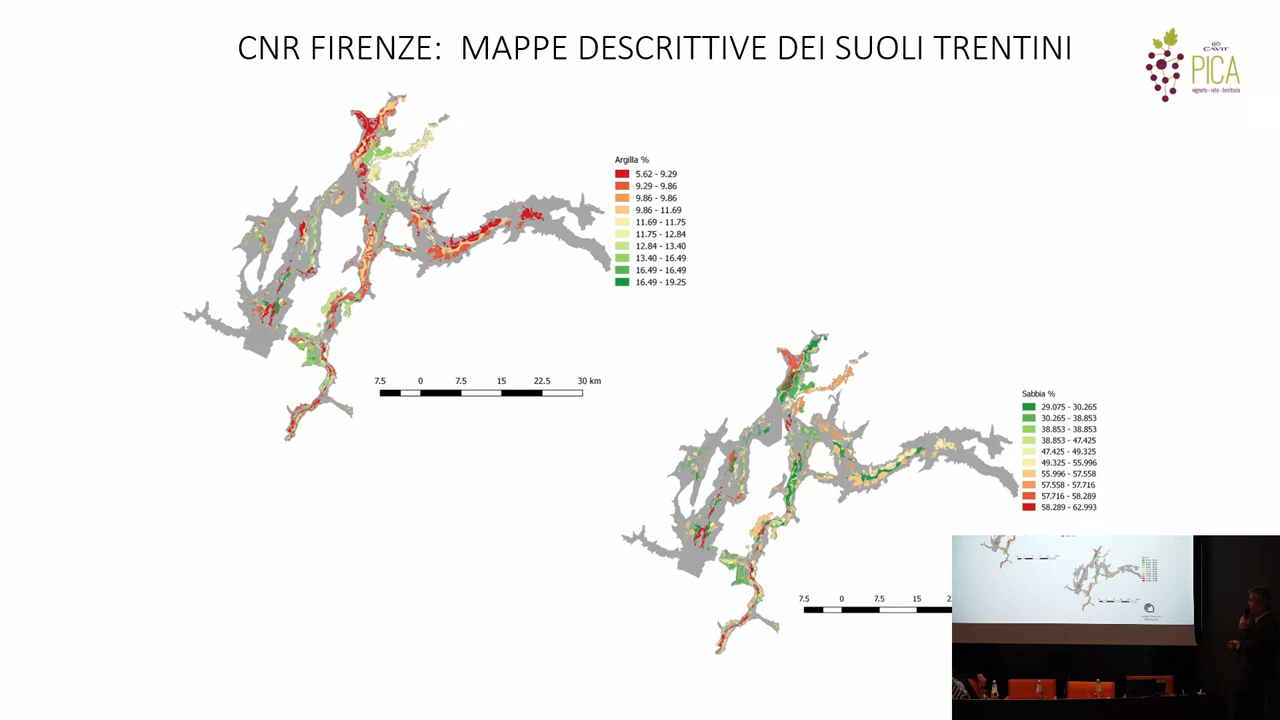 CNR FIRENZE: MAPPE DESCRITTIVE DEI SUOLI TRENTINI
CAVIT
PICA
vigneto - rete - territorio
Argilla %
5.62 - 9.29
9.29 - 9.86
9.86 - 9.86
9.86 - 11.69
11.69 - 11.75
11.75 - 12.84
12.84 - 13.40
13.40 - 16.49
16.49 - 16.49
16.49 - 19.25
7.5 0 7.5 15 22.5 30 km
Sabbia %
29.075 - 30.265
30.265 - 38.853
38.853 - 38.853
38.853 - 47.425
47.425 - 49.325
49.325 - 55.996
55.996 - 57.558
57.558 - 57.716
57.716 - 58.289
58.289 - 62.993
7.5 0 7.5 15